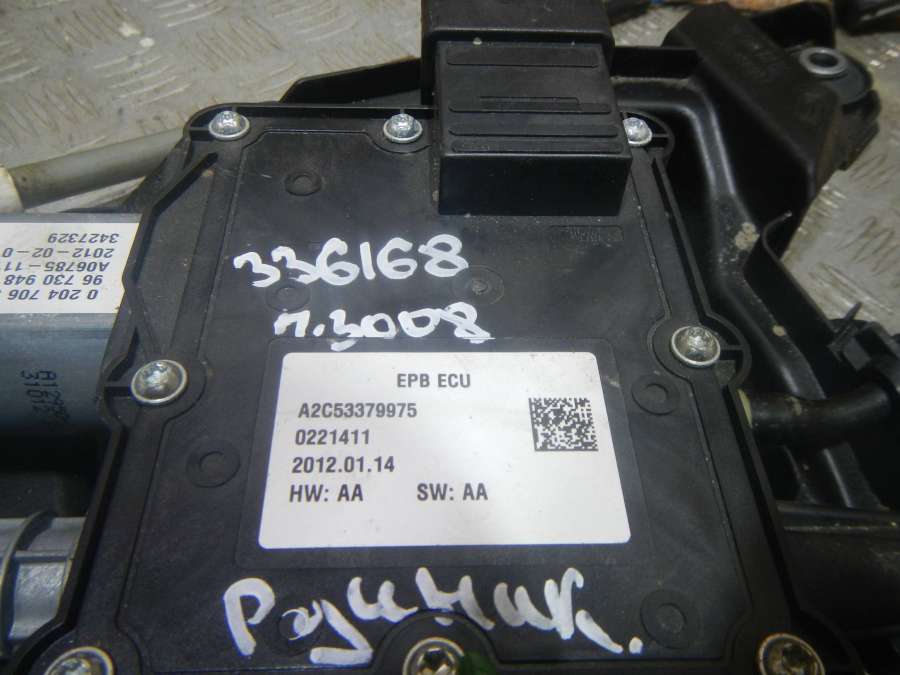 336168
п.3008
EPB ECU
A2C53379975
0221411
2012.01.14
HW: AA SW: AA
0 204 706
96 730 948
A06785-11
2012-02-0
3427329